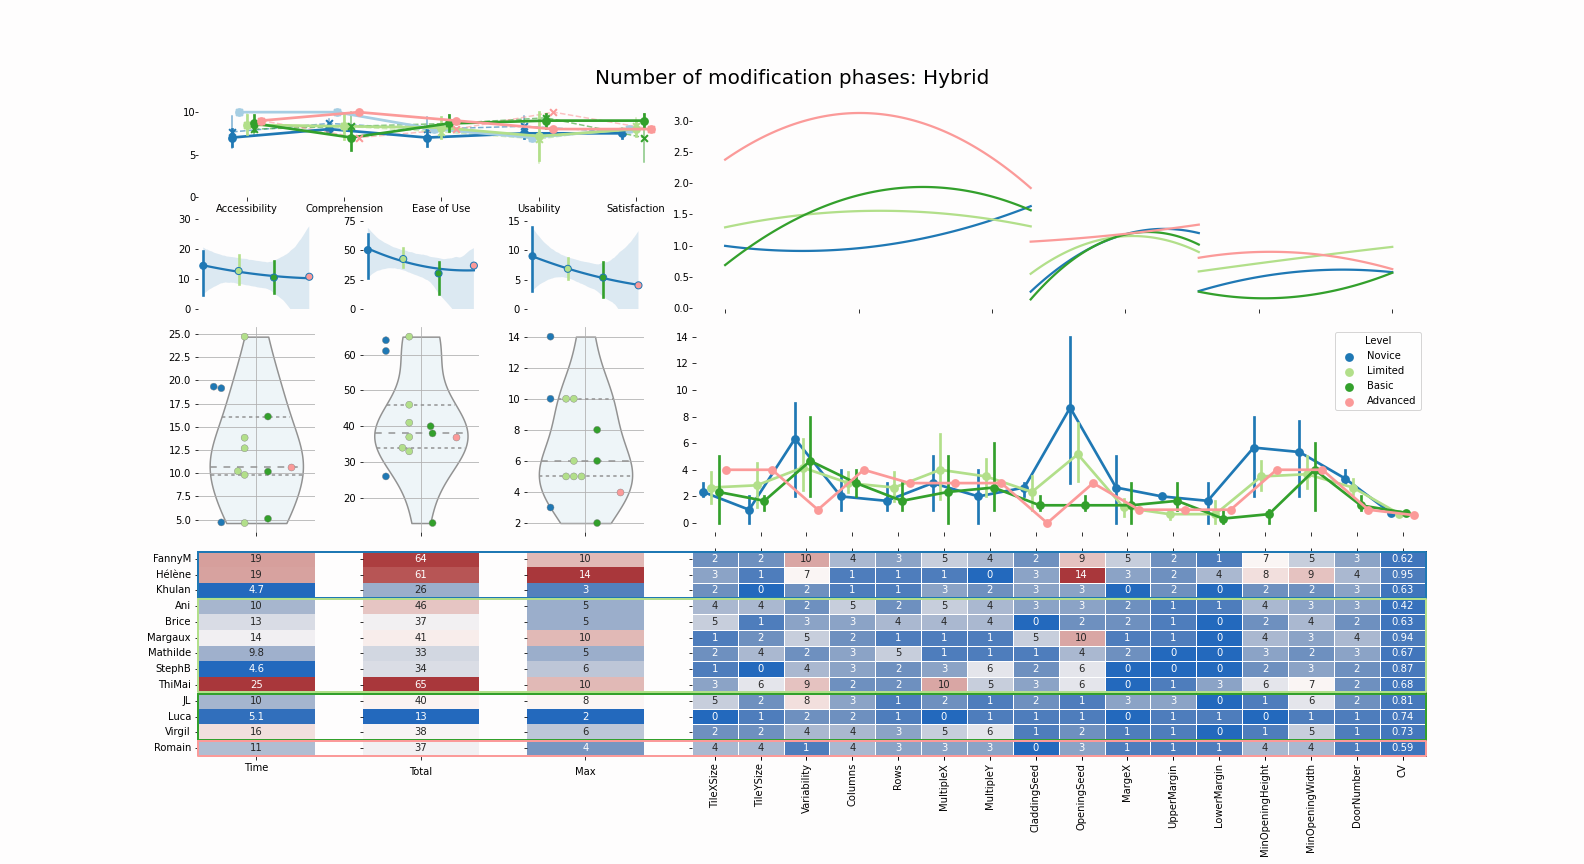 Number of modification phases: Hybrid
10
5
0
Accessibility Comprehension Ease of Use Usability Satisfaction
30
20
10
0
75
50
25
0
15
10
5
0
3.0
2.5
2.0
1.5
1.0
0.5
0.0
25.0
22.5
20.0
17.5
15.0
12.5
10.0
7.5
5.0
60
50
40
30
20
14
12
10
8
6
4
2
14
12
10
8
6
4
2
0
Level
Novice
Limited
Basic
Advanced
FannyM 19 64 10 2 2 10 4 3 5 4 2 9 5 2 1 7 5 3 0.62
Hélène 19 61 14 3 1 7 1 1 1 0 3 14 3 2 4 8 9 4 0.95
Khulan 4.7 26 3 2 0 2 1 1 3 2 3 3 0 2 0 2 2 3 0.63
Ani 10 46 5 4 4 2 5 2 5 4 3 3 2 1 1 4 3 3 0.42
Brice 13 37 5 5 1 3 3 4 4 4 0 2 2 1 0 2 4 2 0.63
Margaux 14 41 10 1 2 5 2 1 1 1 5 10 1 1 0 4 3 4 0.94
Mathilde 9.8 33 5 2 4 2 3 5 1 1 1 4 2 0 0 3 2 3 0.67
StephB 4.6 34 6 1 0 4 3 2 3 6 2 6 0 0 0 2 3 2 0.87
ThiMai 25 65 10 3 6 9 2 2 10 5 3 6 0 1 3 6 7 2 0.68
JL 10 40 8 5 2 8 3 1 2 1 2 1 3 3 0 1 6 2 0.81
Luca 5.1 13 2 0 1 2 2 1 0 1 1 1 0 1 1 0 1 1 0.74
Virgil 16 38 6 2 2 4 4 3 5 6 1 2 1 1 0 1 5 1 0.73
Romain 11 37 4 4 4 1 4 3 3 3 0 3 1 1 1 4 4 1 0.59
Time Total Max TileXSize TileYSize Variability Columns Rows MultipleX MultipleY CladdingSeed OpeningSeed MargeX UpperMargin LowerMargin MinOpeningHeight MinOpeningWidth DoorNumber CV